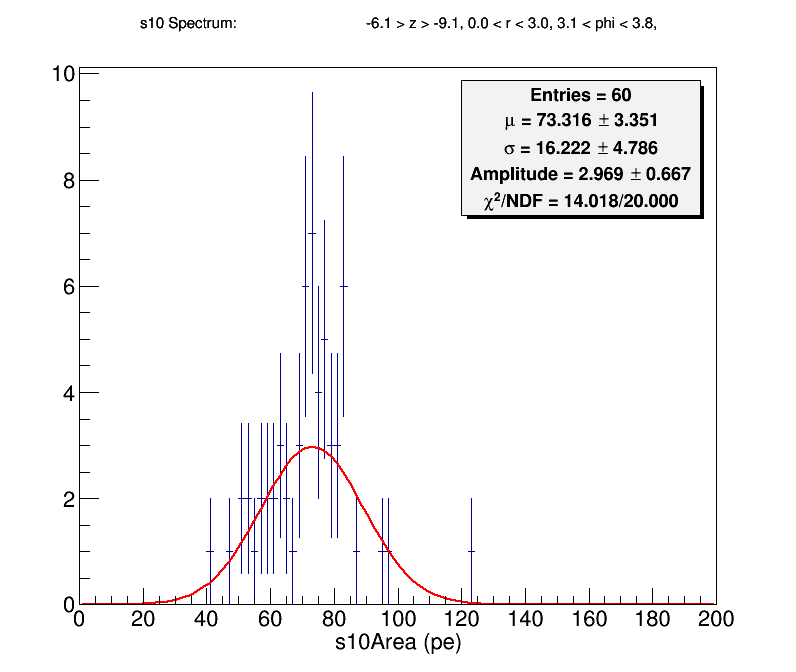 s10 Spectrum: -6.1 > z > -9.1, 0.0 < r < 3.0, 3.1 < phi < 3.8,
Entries = 60
μ = 73.316 ± 3.351
σ = 16.222 ± 4.786
Amplitude = 2.969 ± 0.667
χ²/NDF = 14.018/20.000
10
8
6
4
2
0
0 20 40 60 80 100 120 140 160 180 200
s10Area (pe)